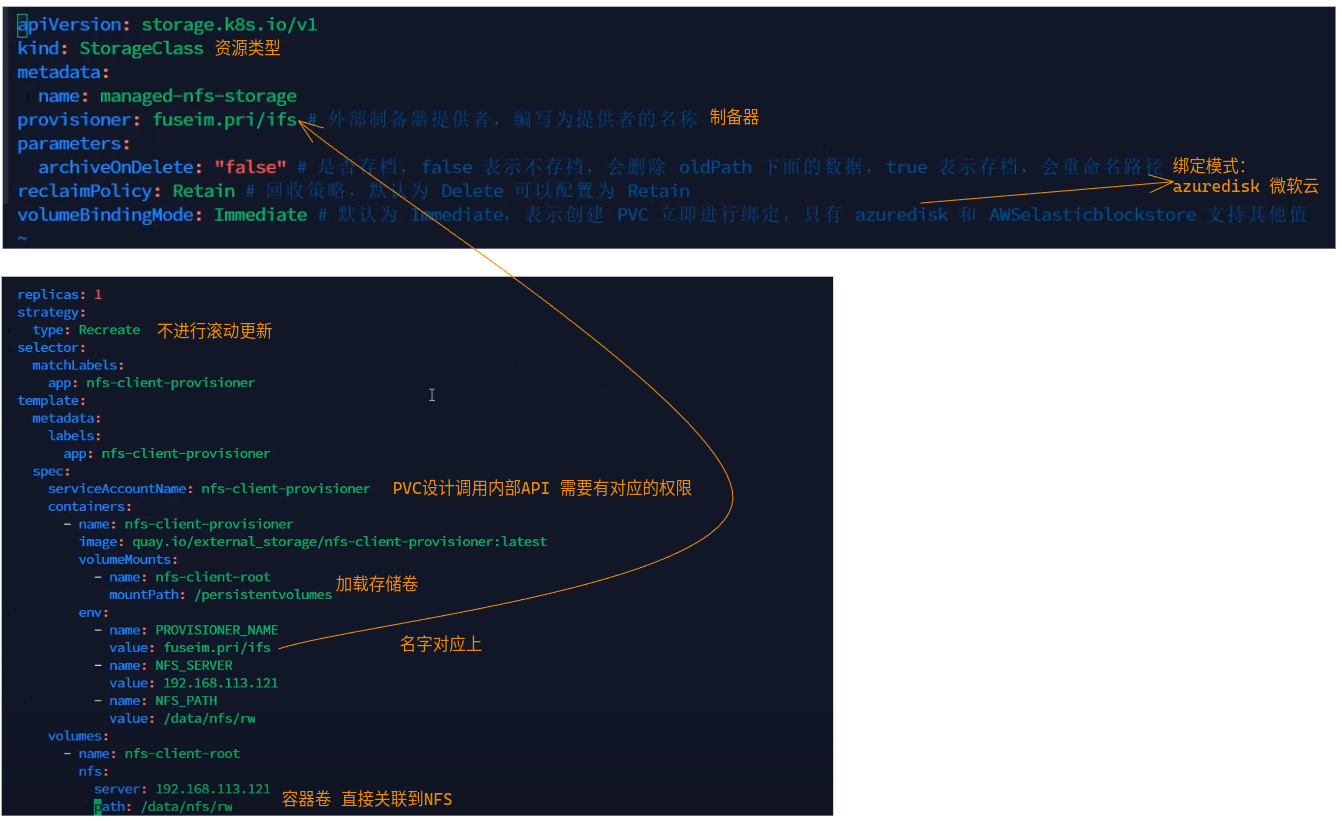 apiVersion: storage.k8s.io/v1
kind: StorageClass 资源类型
metadata:
name: managed-nfs-storage
provisioner: fuseim.pri/ifs # 外部制备器提供者，编写为提供者的名称 制备器
parameters:
archiveOnDelete: "false" # 是否存档，false 表示不存档，会删除 oldPath 下面的数据，true 表示存档，会重命名路径 绑定模式:
azuredisk 微软云
reclaimPolicy: Retain # 回收策略，默认为 Delete 可以配置为 Retain
volumeBindingMode: Immediate # 默认为 Immediate，表示创建 PVC 立即进行绑定，只有 azuredisk 和 AWSelasticblockstore 支持其他值
~
replicas: 1
strategy:
type: Recreate 不进行滚动更新
selector:
matchLabels:
app: nfs-client-provisioner
template:
metadata:
labels:
app: nfs-client-provisioner
spec:
serviceAccountName: nfs-client-provisioner PVC设计调用内部API 需要有对应的权限
containers:
- name: nfs-client-provisioner
image: quay.io/external_storage/nfs-client-provisioner:latest
volumeMounts:
- name: nfs-client-root 加载存储卷
mountPath: /persistentvolumes
env:
- name: PROVISIONER_NAME
value: fuseim.pri/ifs 名字对应上
- name: NFS_SERVER
value: 192.168.113.121
- name: NFS_PATH
value: /data/nfs/rw
volumes:
- name: nfs-client-root
nfs:
server: 192.168.113.121 容器卷 直接关联到NFS
path: /data/nfs/rw